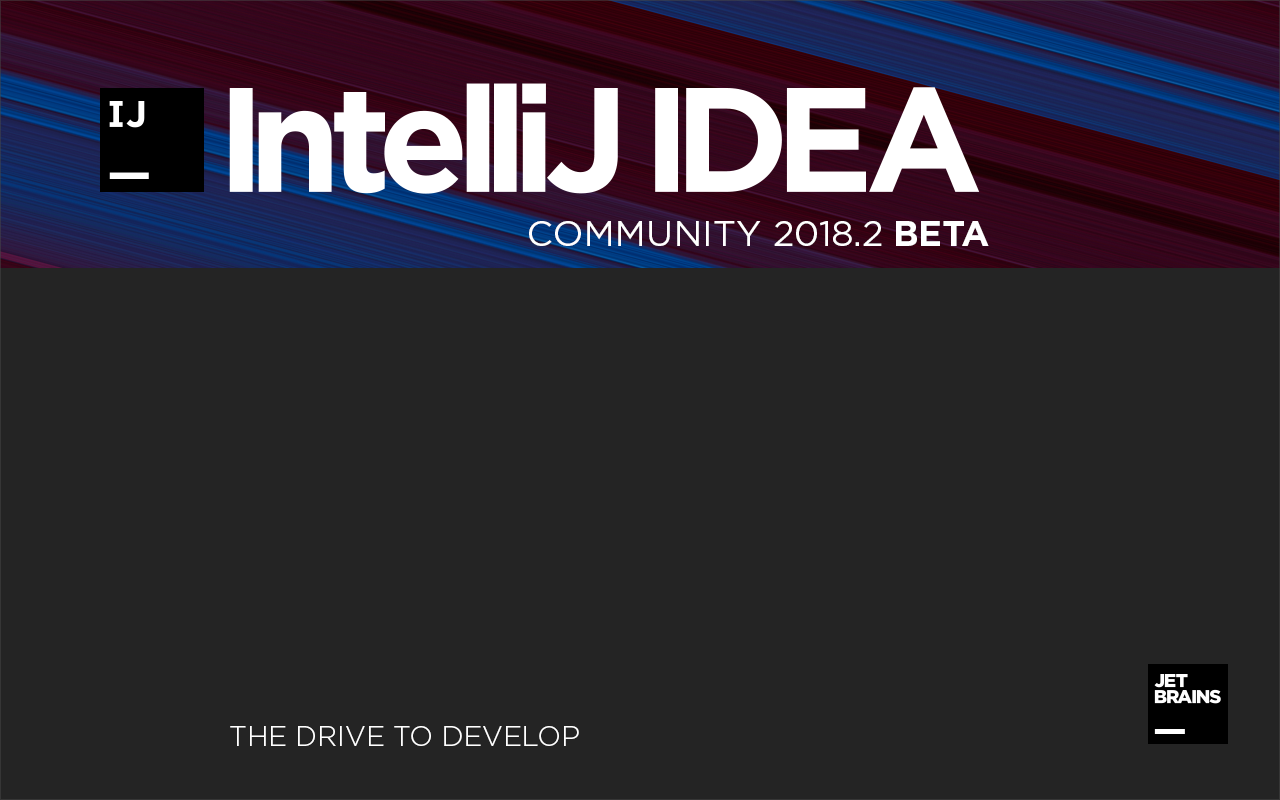 IJ
IntelliJ IDEA
COMMUNITY 2018.2 BETA
JET
BRAINS
THE DRIVE TO DEVELOP